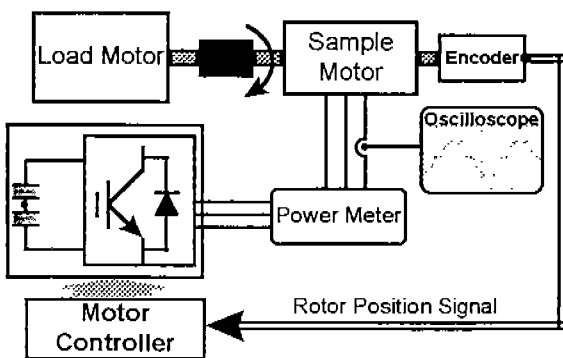 Load Motor
Sample
Motor
Encoder
Oscilloscope
Power Meter
Rotor Position Signal
Motor
Controller